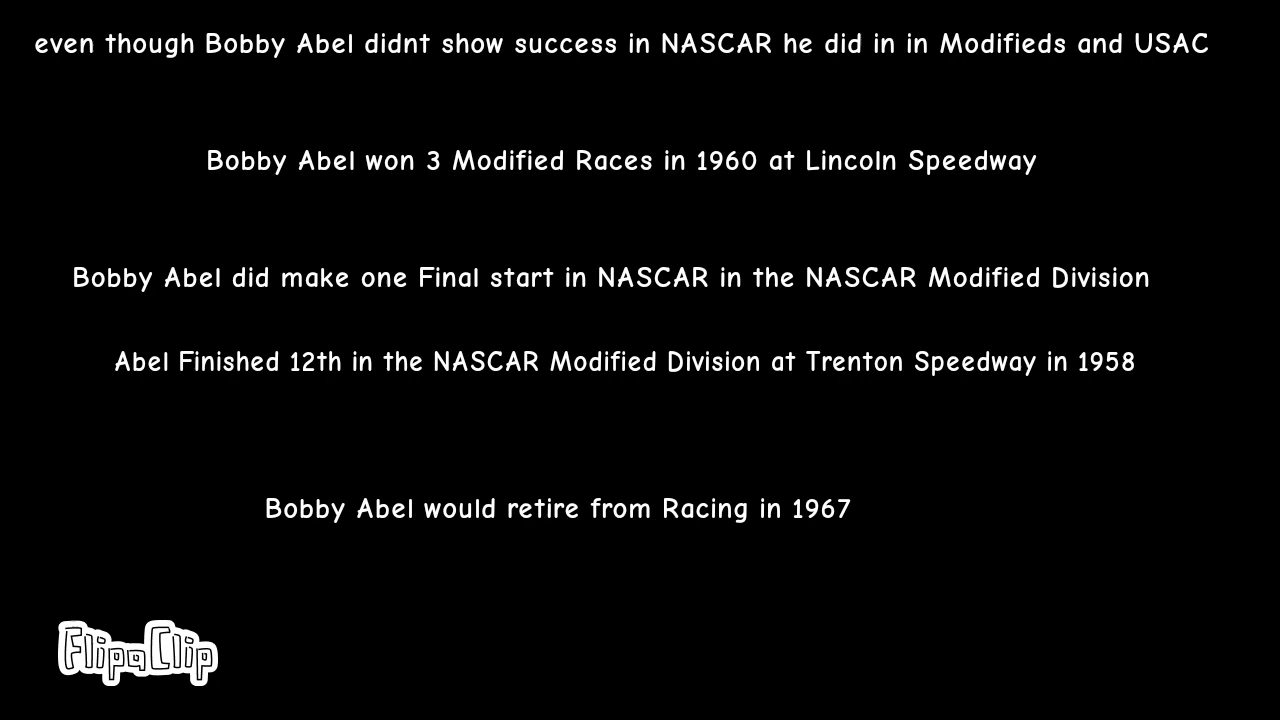 even though Bobby Abel didnt show success in NASCAR he did in in Modifieds and USAC
Bobby Abel won 3 Modified Races in 1960 at Lincoln Speedway
Bobby Abel did make one Final start in NASCAR in the NASCAR Modified Division
Abel Finished 12th in the NASCAR Modified Division at Trenton Speedway in 1958
Bobby Abel would retire from Racing in 1967
FlipaClip